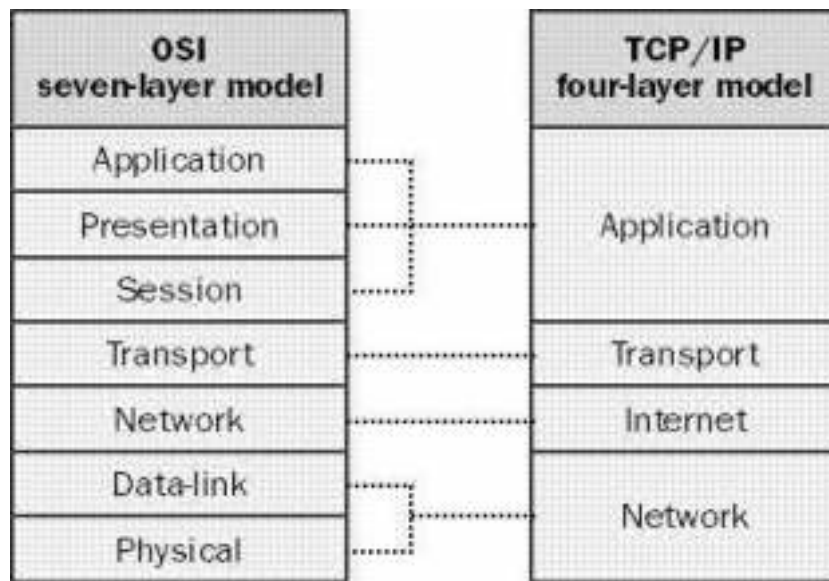 OSI
seven-layer model
Application
Presentation
Session
Transport
Network
Data-link
Physical
TCP/IP
four-layer model
Application
Transport
Internet
Network